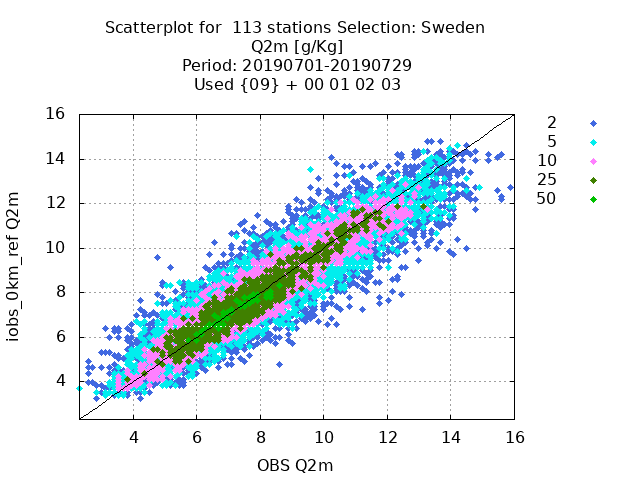 Scatterplot for  113 stations Selection: Sweden
Q2m [g/Kg]
Period: 20190701-20190729
Used {09} + 00 01 02 03
16
14
12
10
8
6
4
iobs_0km_ref Q2m
4 6 8 10 12 14 16
OBS Q2m
2
5
10
25
50